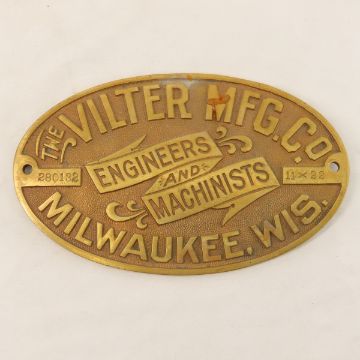 THE VILTER MFG. CO.
ENGINEERS
AND
MACHINISTS
280182
11 × 22
MILWAUKEE, WIS.